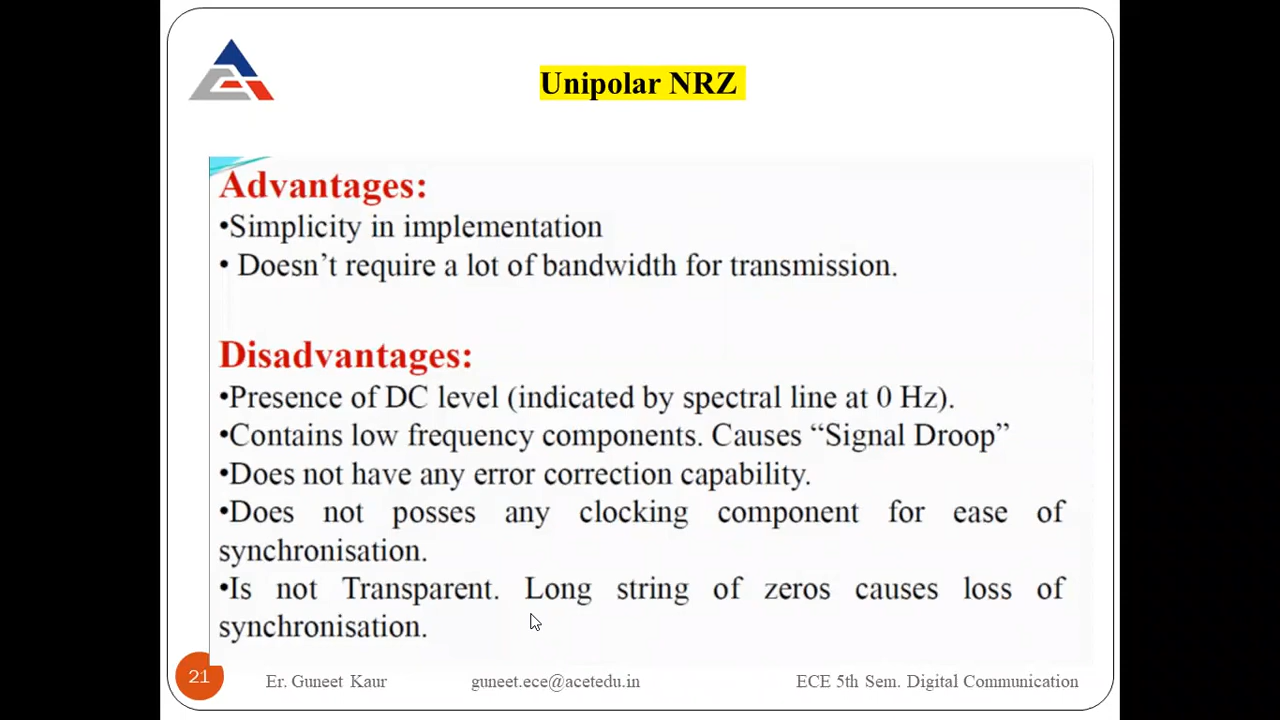 Unipolar NRZ
Advantages:
•Simplicity in implementation
• Doesn't require a lot of bandwidth for transmission.
Disadvantages:
•Presence of DC level (indicated by spectral line at 0 Hz).
•Contains low frequency components. Causes “Signal Droop”
•Does not have any error correction capability.
•Does not posses any clocking component for ease of
synchronisation.
•Is not Transparent. Long string of zeros causes loss of
synchronisation.
21 Er. Guneet Kaur guneet.ece@acetedu.in ECE 5th Sem. Digital Communication